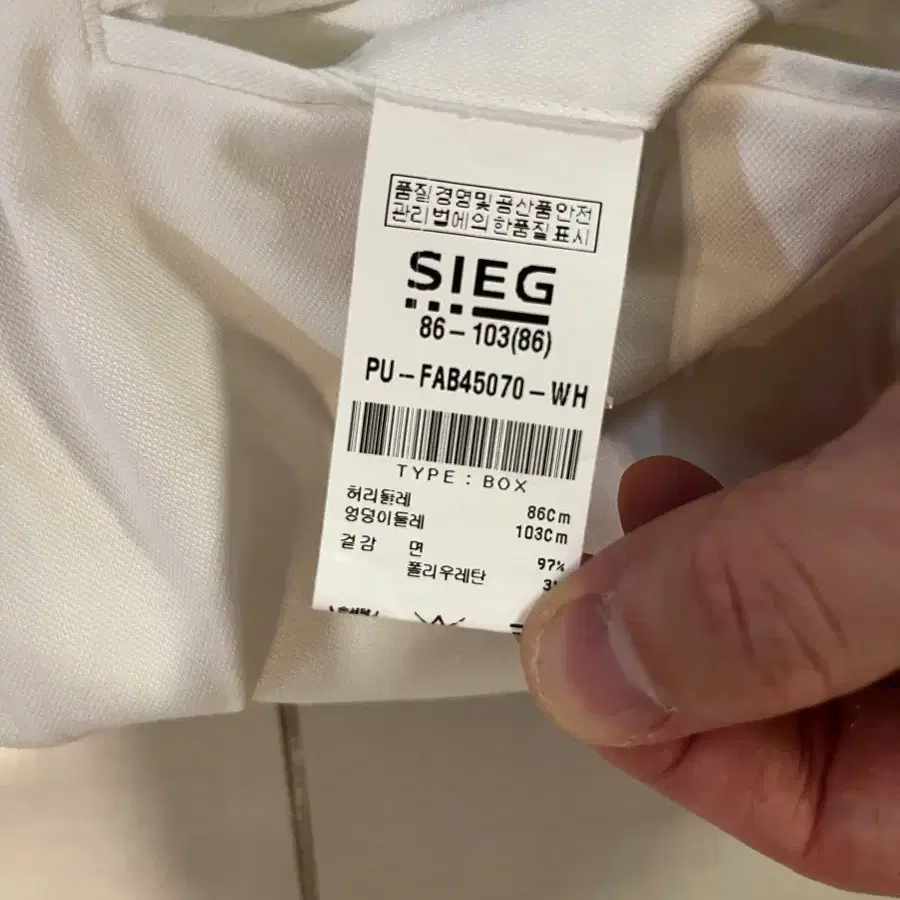 품질경영및공산품안전
관리법에의한품질표시
SIEG
86-103(86)
PU-FAB45070-WH
TYPE : BOX
허리둘레 86Cm
엉덩이둘레 103Cm
겉감 면 97%
폴리우레탄